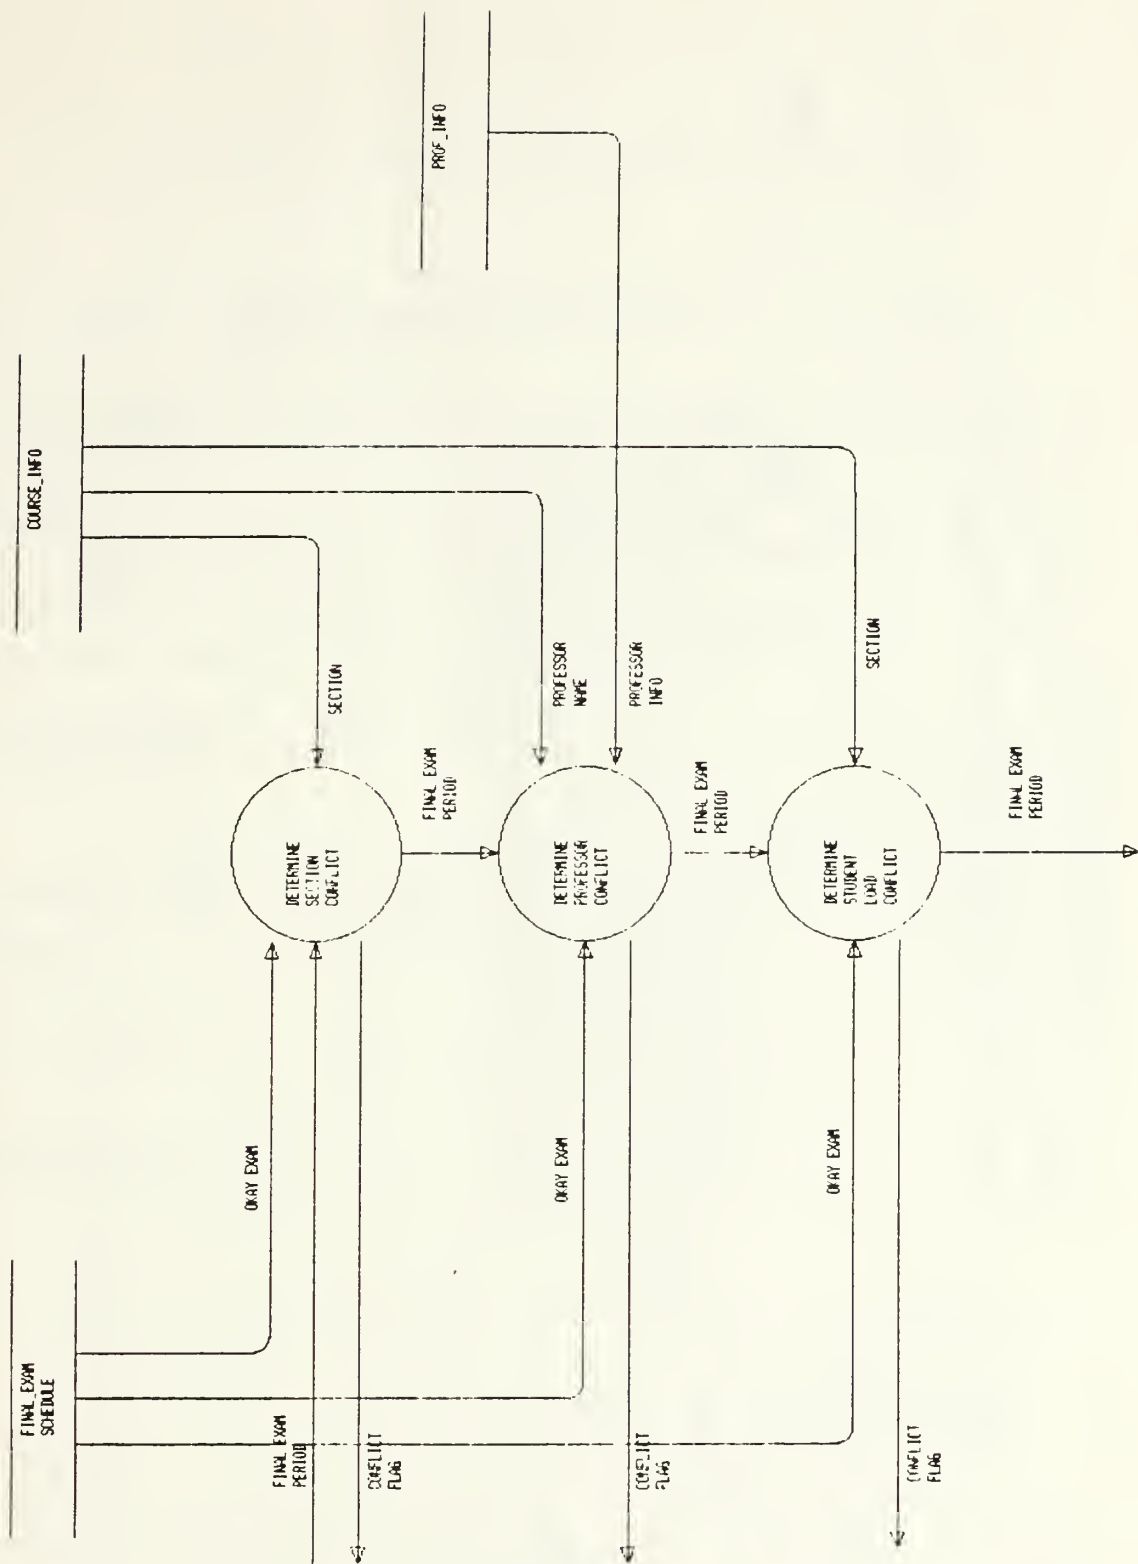 FINAL_EXAM
SCHEDULE
COURSE_INFO
PROF_INFO
OKAY EXAM
FINAL EXAM
PERIOD
CONFLICT
FLAG
DETERMINE
SECTION
CONFLICT
SECTION
FINAL EXAM
PERIOD
OKAY EXAM
CONFLICT
FLAG
DETERMINE
PROFESSOR
CONFLICT
PROFESSOR
NAME
PROFESSOR
INFO
FINAL EXAM
PERIOD
OKAY EXAM
CONFLICT
FLAG
DETERMINE
STUDENT
LOAD
CONFLICT
SECTION
FINAL EXAM
PERIOD